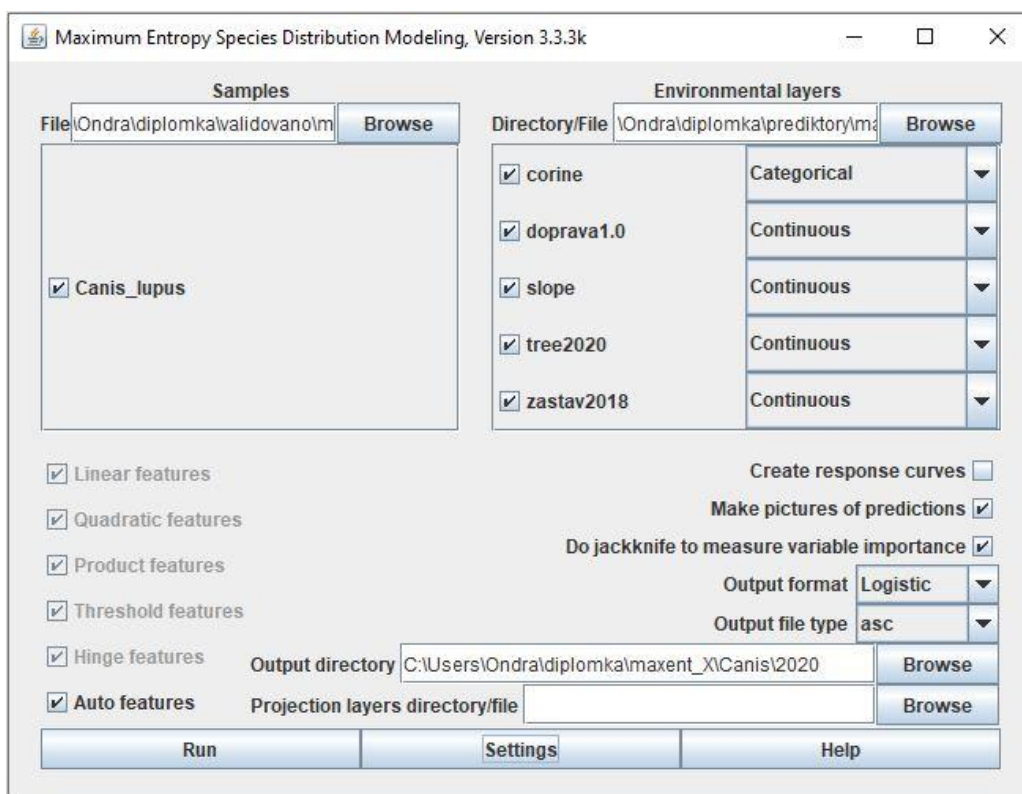 Maximum Entropy Species Distribution Modeling, Version 3.3.3k
Samples
File \Ondra\diplomka\validovano\m Browse
Canis_lupus
Environmental layers
Directory/File \Ondra\diplomka\prediktory\ma Browse
corine Categorical
doprava1.0 Continuous
slope Continuous
tree2020 Continuous
zastav2018 Continuous
Linear features
Quadratic features
Product features
Threshold features
Hinge features
Auto features
Create response curves
Make pictures of predictions
Do jackknife to measure variable importance
Output format Logistic
Output file type asc
Output directory C:\Users\Ondra\diplomka\maxent_X\Canis\2020 Browse
Projection layers directory/file Browse
Run Settings Help